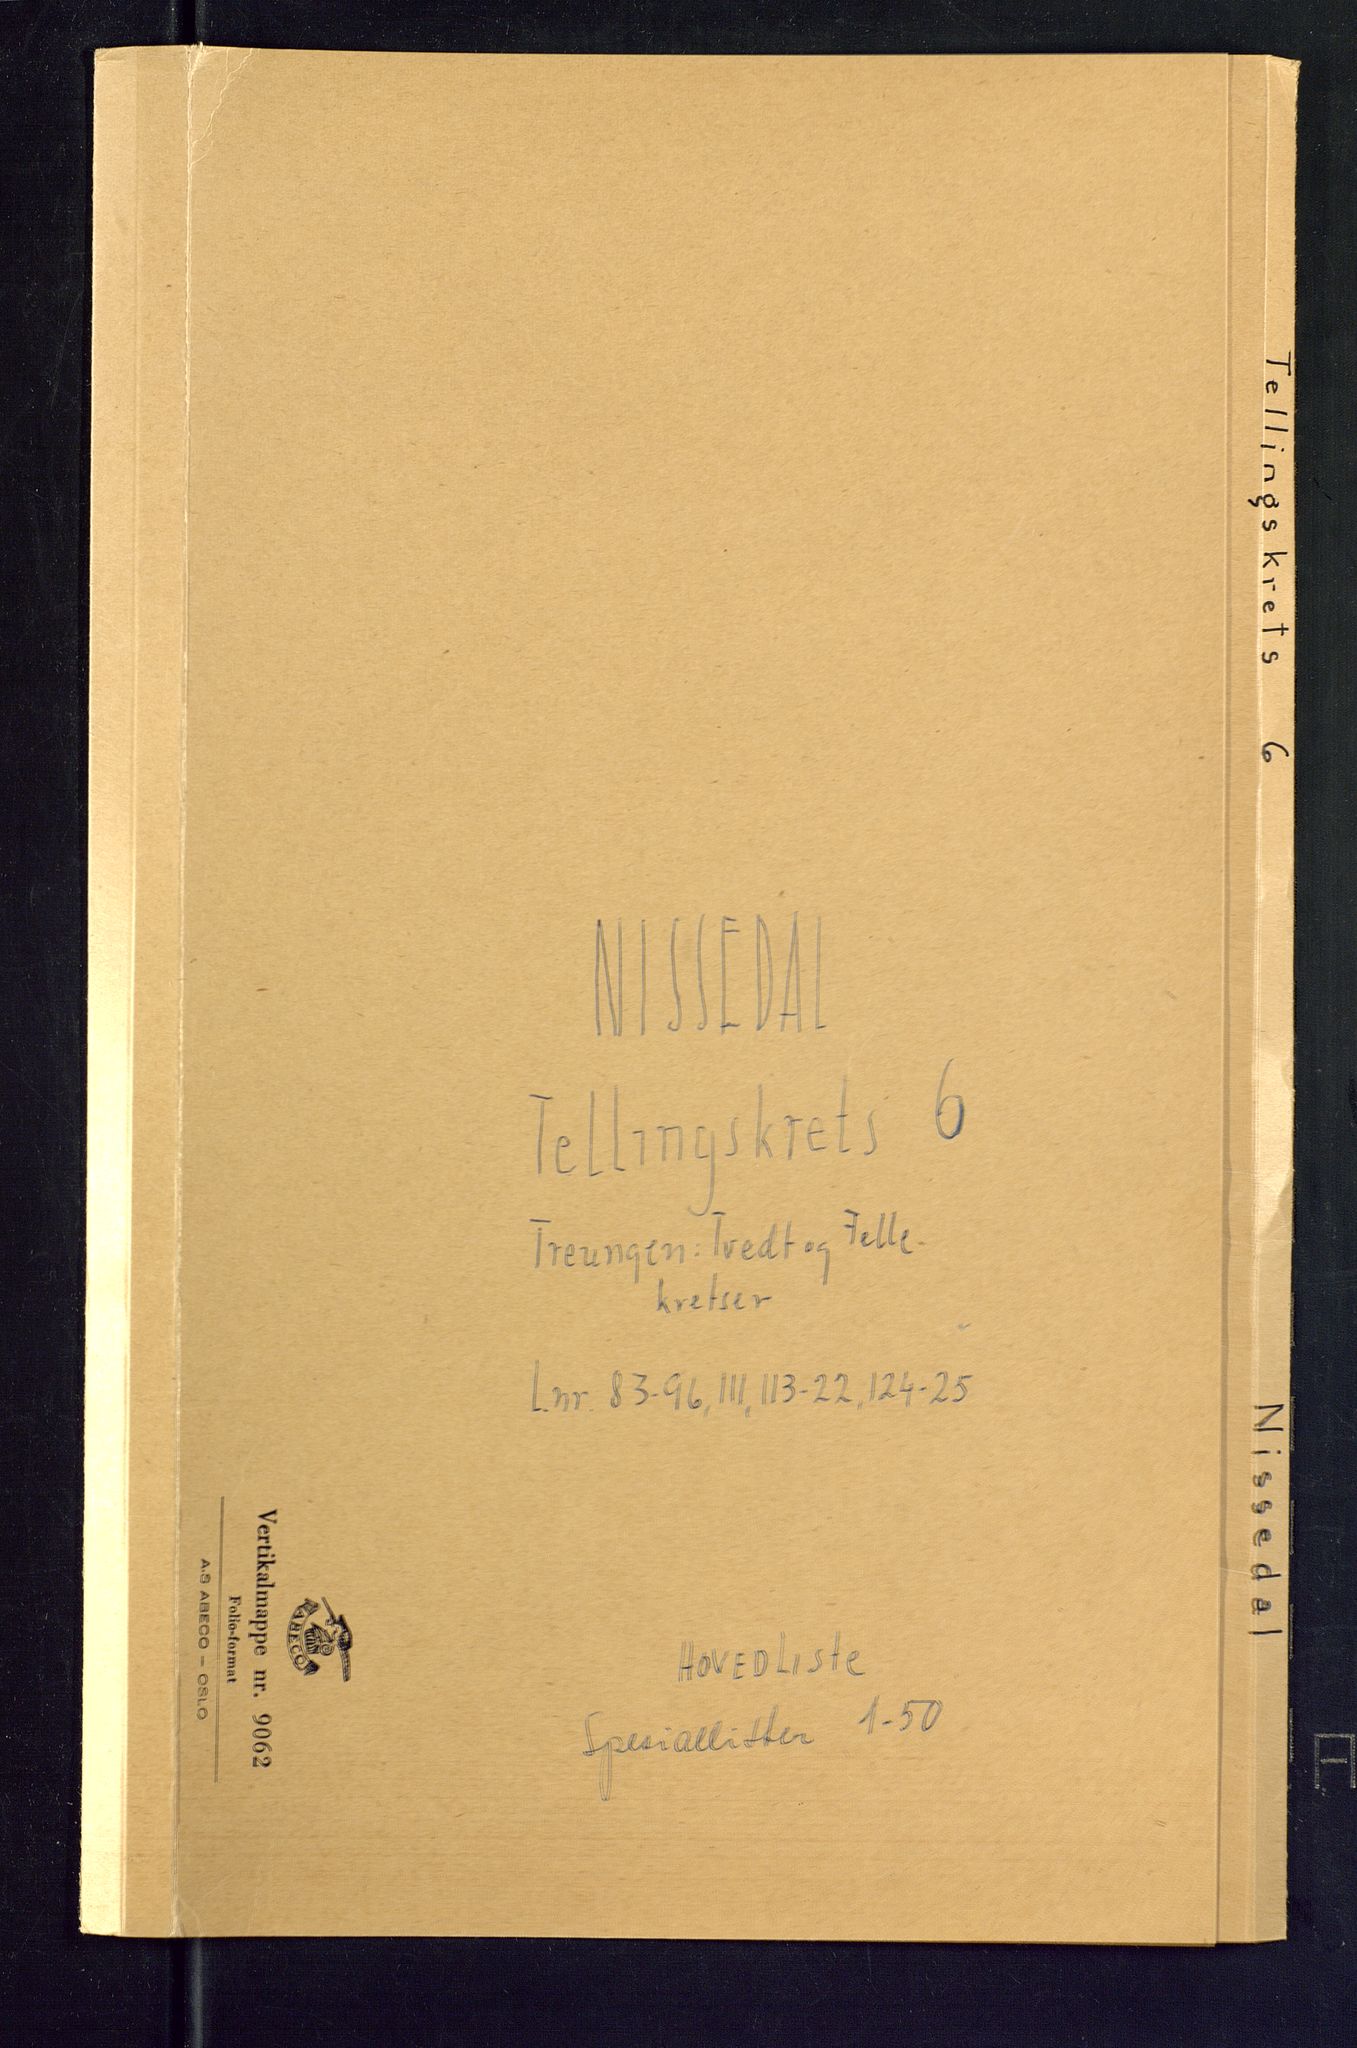 NISSEDAL
Tellingskrets 6
Treungen: Tvedt og Felle-
kretser
L.nr. 83-96, 111, 113-22, 124-25
HOVEDLISTE
Spesiallister 1-50
Tellingskrets 6 Nissedal
ABECO
Vertikalmappe nr. 9062
Folio-format
A.S ABECO – OSLO